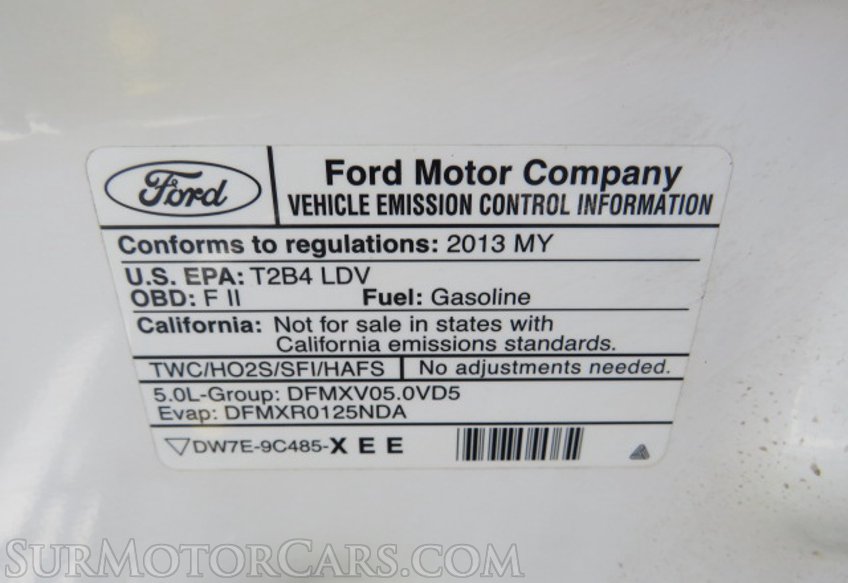 Ford
Ford Motor Company
VEHICLE EMISSION CONTROL INFORMATION
Conforms to regulations: 2013 MY
U.S. EPA: T2B4 LDV
OBD: F II Fuel: Gasoline
California: Not for sale in states with
California emissions standards.
TWC/HO2S/SFI/HAFS No adjustments needed.
5.0L-Group: DFMXV05.0VD5
Evap: DFMXR0125NDA
DW7E-9C485-XEE
SURMOTORCARS.COM